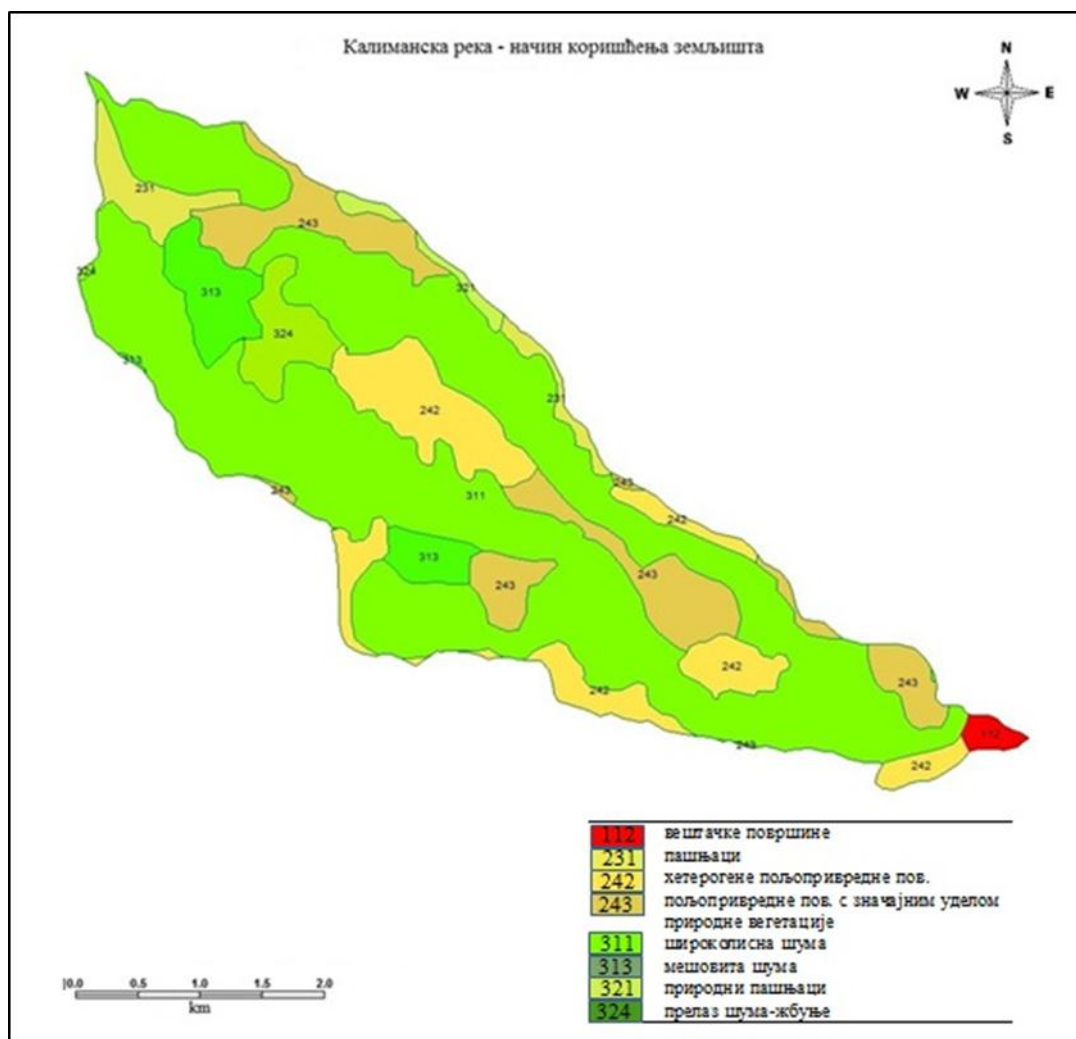 Калиманска река - начин коришћења земљишта
N
W E
S
231
243
324
313
321
324
313
231
242
311
243
243
242
313
243
243
242
243
242
243
242
112
242
112 вештачке површине
231 пашњаци
242 хетерогене пољопривредне пов.
243 пољопривредне пов. с значајним уделом
природне вегетације
311 широколисна шума
313 мешовита шума
321 природни пашњаци
324 прелаз шума-жбуње
0.0 0.5 1.0 1.5 2.0
km